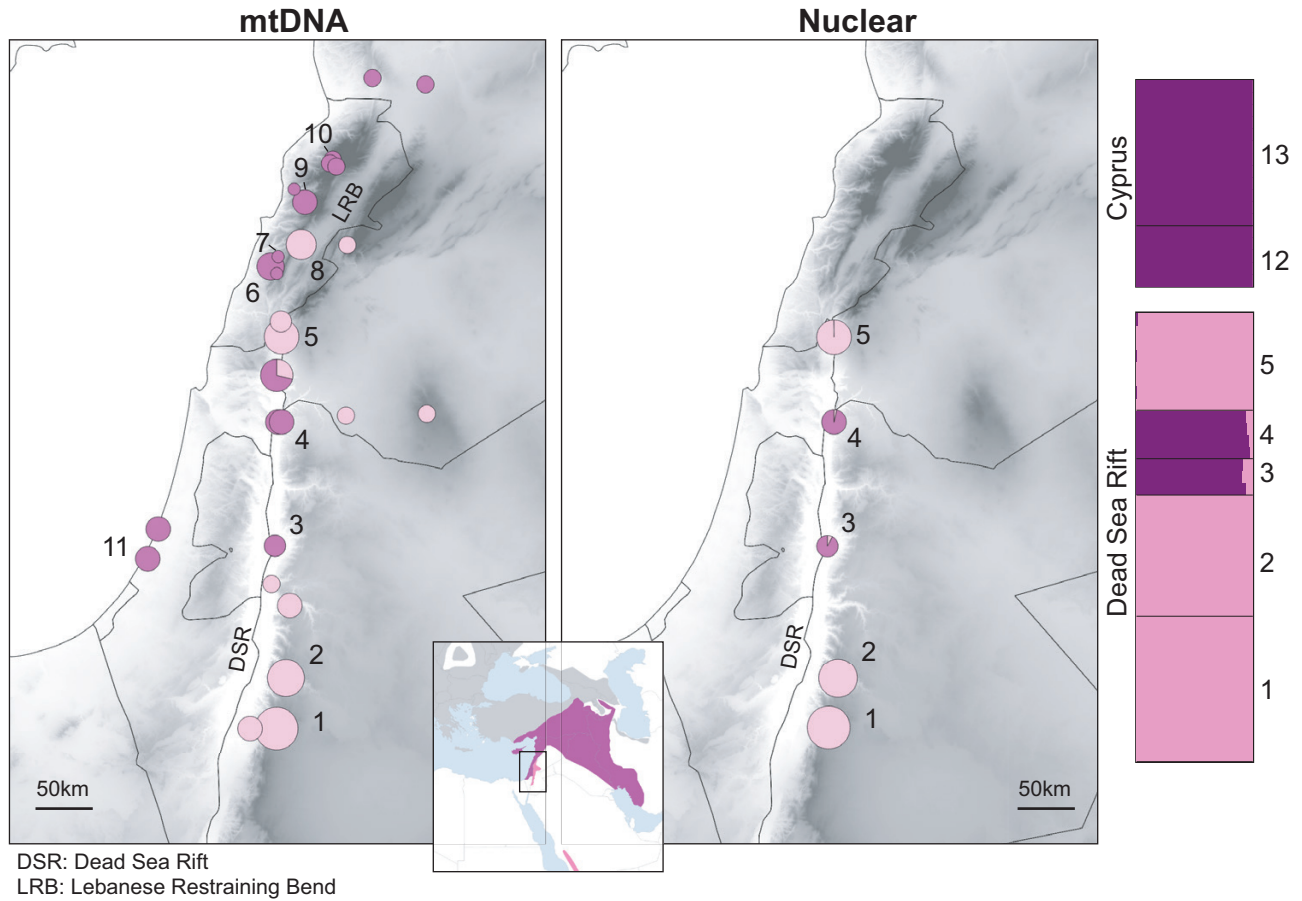 mtDNA
Nuclear
10
9
LRB
7
8
6
5
4
11
3
DSR
2
1
50km
5
4
3
DSR
2
1
50km
Cyprus
13
12
Dead Sea Rift
5
4
3
2
1
DSR: Dead Sea Rift
LRB: Lebanese Restraining Bend